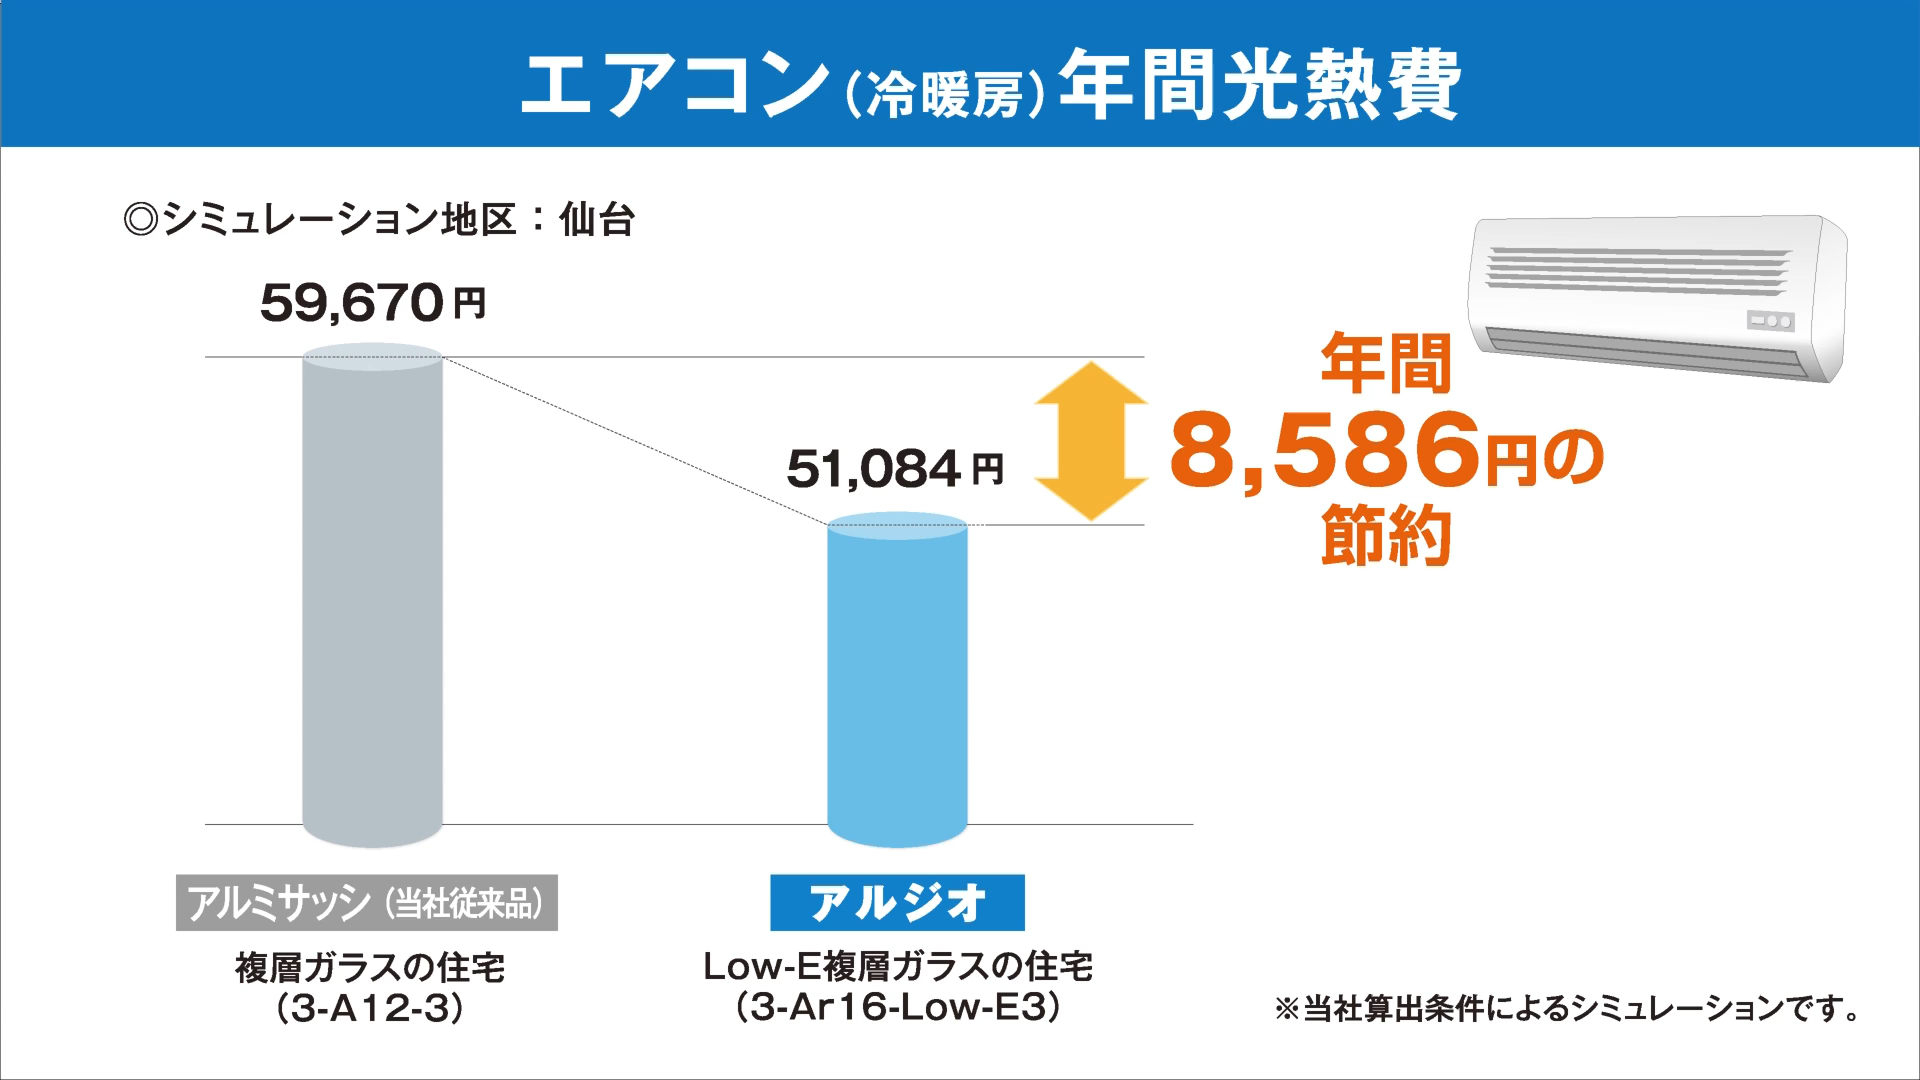 エアコン（冷暖房）年間光熱費
◎シミュレーション地区：仙台
59,670円
51,084円
年間
8,586円の
節約
アルミサッシ（当社従来品）
複層ガラスの住宅
（3-A12-3）
アルジオ
Low-E複層ガラスの住宅
（3-Ar16-Low-E3）
※当社算出条件によるシミュレーションです。